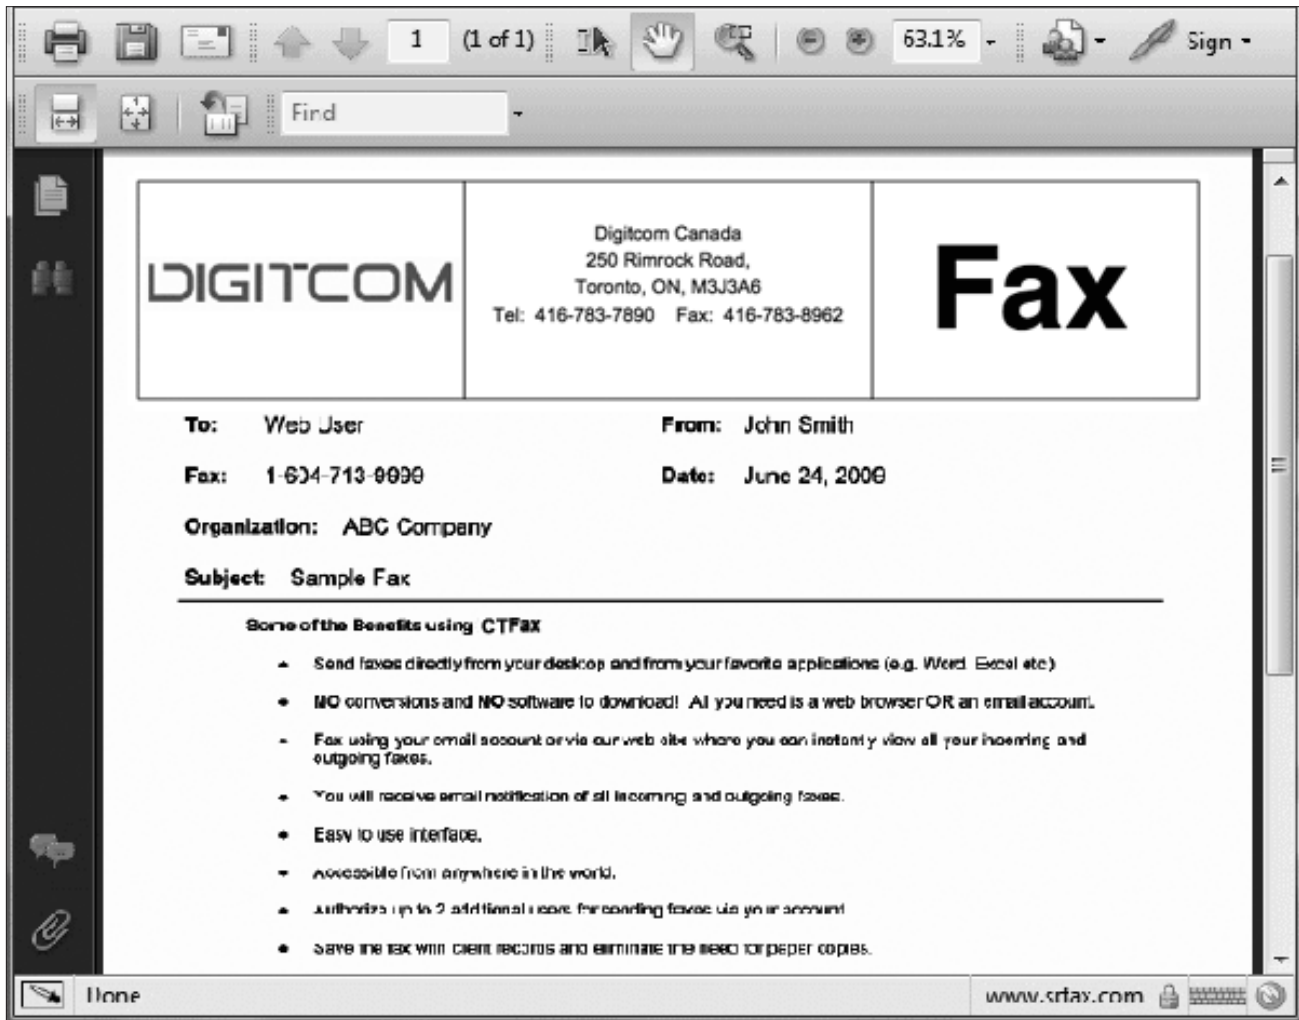 1 (1 of 1) 63.1% Sign
Find
DIGITCOM
Digitcom Canada
250 Rimrock Road,
Toronto, ON, M3J3A6
Tel: 416-783-7890 Fax: 416-783-8962
Fax
To: Web User From: John Smith
Fax: 1-604-713-9999 Date: June 24, 2009
Organization: ABC Company
Subject: Sample Fax
Some of the Benefits using CTFax
Send faxes directly from your desktop and from your favorite applications (e.g. Word, Excel etc)
NO conversions and NO software to download! All you need is a web browser OR an email account.
Fax using your email account or via our web site where you can instantly view all your incoming and
outgoing faxes.
You will receive email notification of all incoming and outgoing faxes.
Easy to use interface.
Accessible from anywhere in the world.
Authorize up to 2 additional users for sending faxes via your account
Save the fax with client records and eliminate the need for paper copies.
Done www.srfax.com